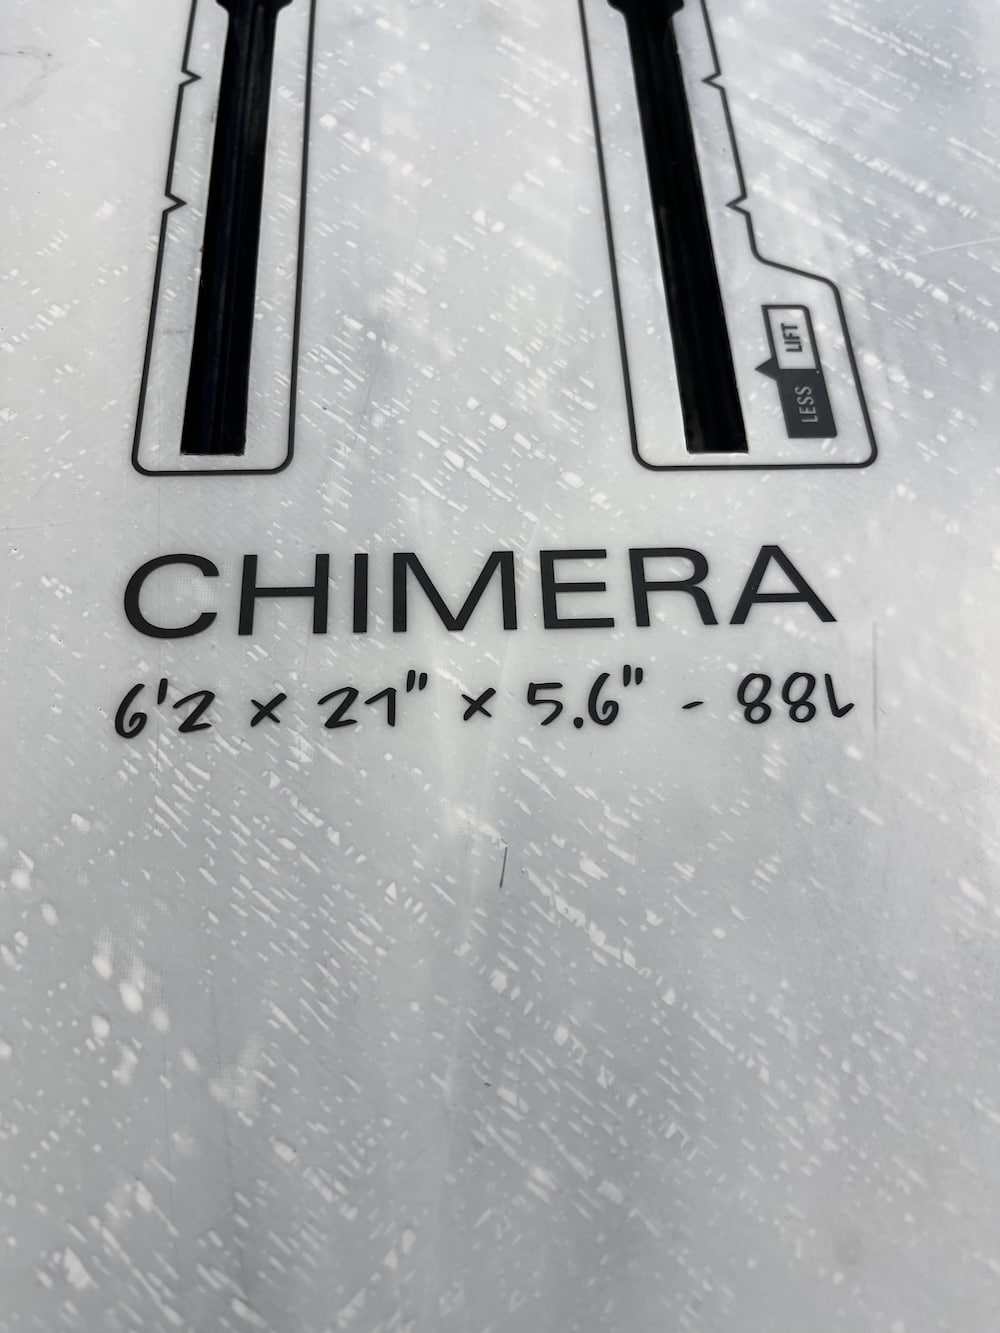 LIFT
LESS
CHIMERA
6'2 x 21" x 5.6" - 88L